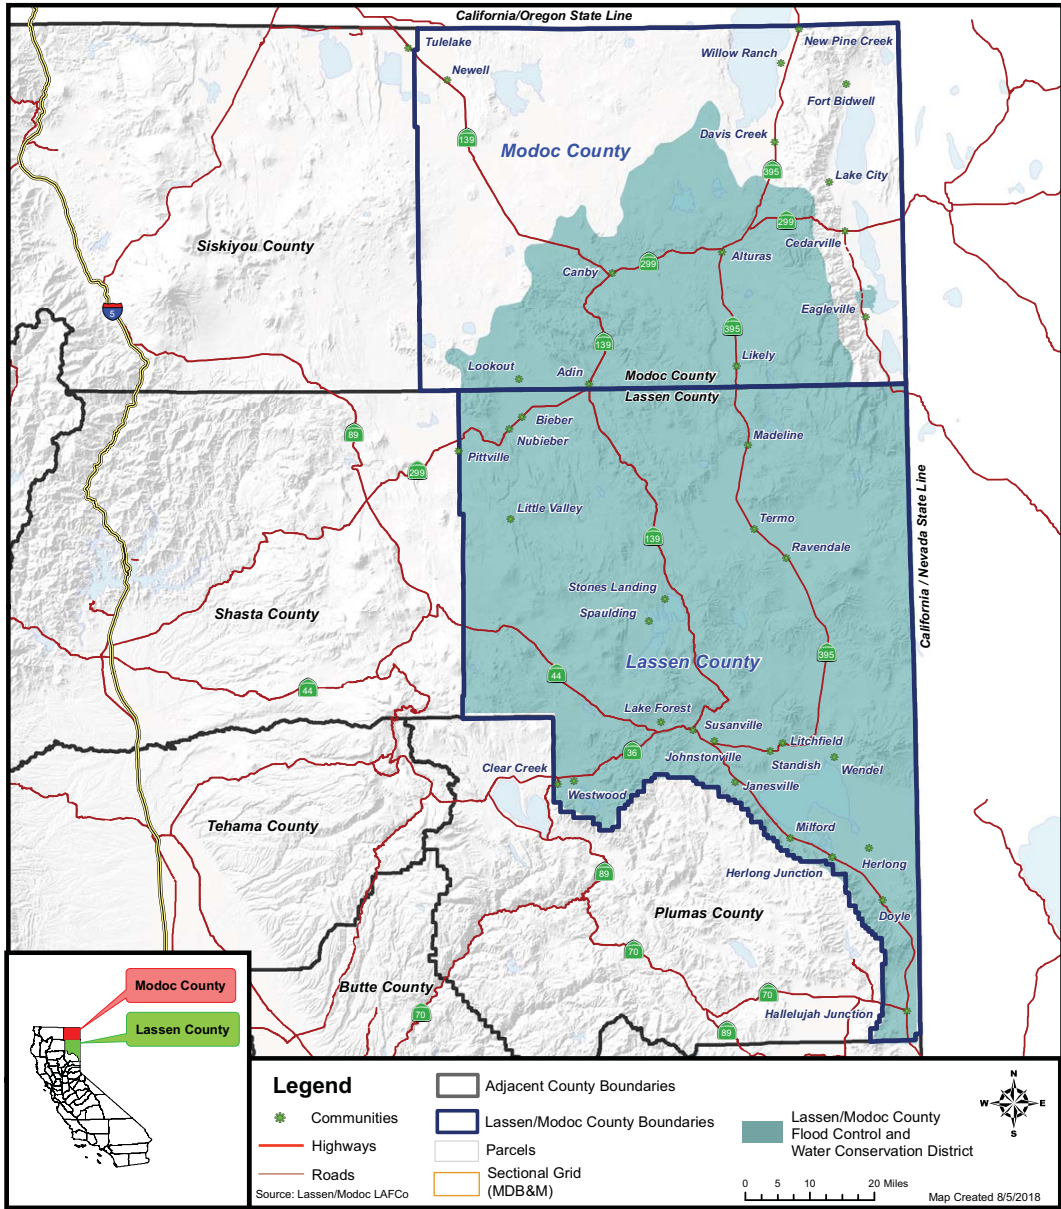 California/Oregon State Line
Tulelake
New Pine Creek
Willow Ranch
Newell
Fort Bidwell
139
Davis Creek
Modoc County
395
Lake City
299
Siskiyou County
Cedarville
Alturas
299
Canby
5
Eagleville
395
139
Lookout
Adin
Likely
Modoc County
Lassen County
Bieber
89
Nubieber
Madeline
Pittville
299
California / Nevada State Line
Little Valley
Termo
139
Ravendale
Stones Landing
Shasta County
Spaulding
395
Lassen County
44
44
Lake Forest
Susanville
Litchfield
36
Johnstonville
Standish
Clear Creek
Wendel
Westwood
Janesville
Tehama County
Milford
Herlong
89
Herlong Junction
Plumas County
Doyle
70
Butte County
70
Hallelujah Junction
70
89
Modoc County
Lassen County
Legend
Communities
Highways
Roads
Source: Lassen/Modoc LAFCo
Adjacent County Boundaries
Lassen/Modoc County Boundaries
Parcels
Sectional Grid
(MDB&M)
Lassen/Modoc County
Flood Control and
Water Conservation District
N
W E
S
0 5 10 20 Miles
Map Created 8/5/2018